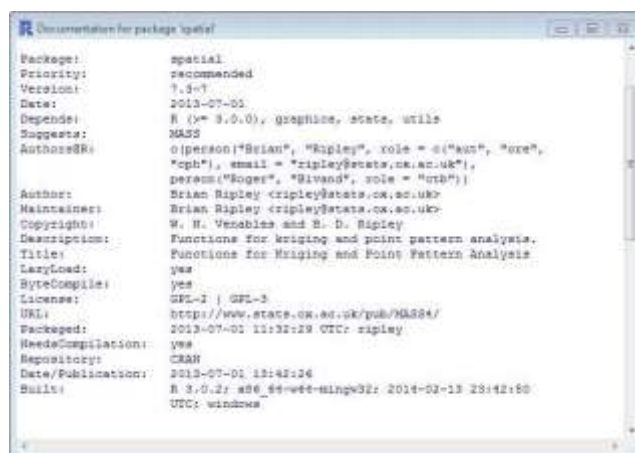 Documentation for package 'spatial'
Package: spatial
Priority: recommended
Version: 7.3-7
Date: 2013-07-01
Depends: R (>= 3.0.0), graphics, stats, utils
Suggests: MASS
Authors@R: c(person("Brian", "Ripley", role = c("aut", "cre",
"cph"), email = "ripley@stats.ox.ac.uk"),
person("Roger", "Bivand", role = "ctb"))
Author: Brian Ripley <ripley@stats.ox.ac.uk>
Maintainer: Brian Ripley <ripley@stats.ox.ac.uk>
Copyright: W. N. Venables and B. D. Ripley
Description: Functions for kriging and point pattern analysis.
Title: Functions for Kriging and Point Pattern Analysis
LazyLoad: yes
ByteCompile: yes
License: GPL-2 | GPL-3
URL: http://www.stats.ox.ac.uk/pub/MASS4/
Packaged: 2013-07-01 11:32:29 UTC; ripley
NeedsCompilation: yes
Repository: CRAN
Date/Publication: 2013-07-01 13:42:26
Built: R 3.0.2; x86_64-w64-mingw32; 2014-02-13
UTC; windows